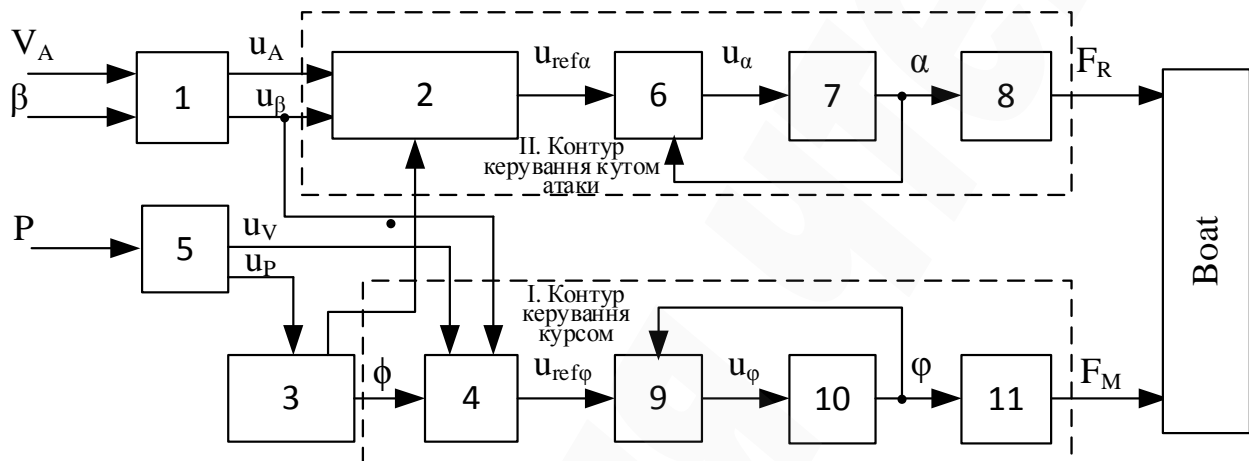 V_A
u_A
β
u_β
1
2
u_refα
6
u_α
7
α
8
F_R
II. Контур
керування кутом
атаки
P
5
u_V
u_P
I. Контур
керування
курсом
3
ϕ
4
u_refφ
9
u_φ
10
φ
11
F_M
Boat